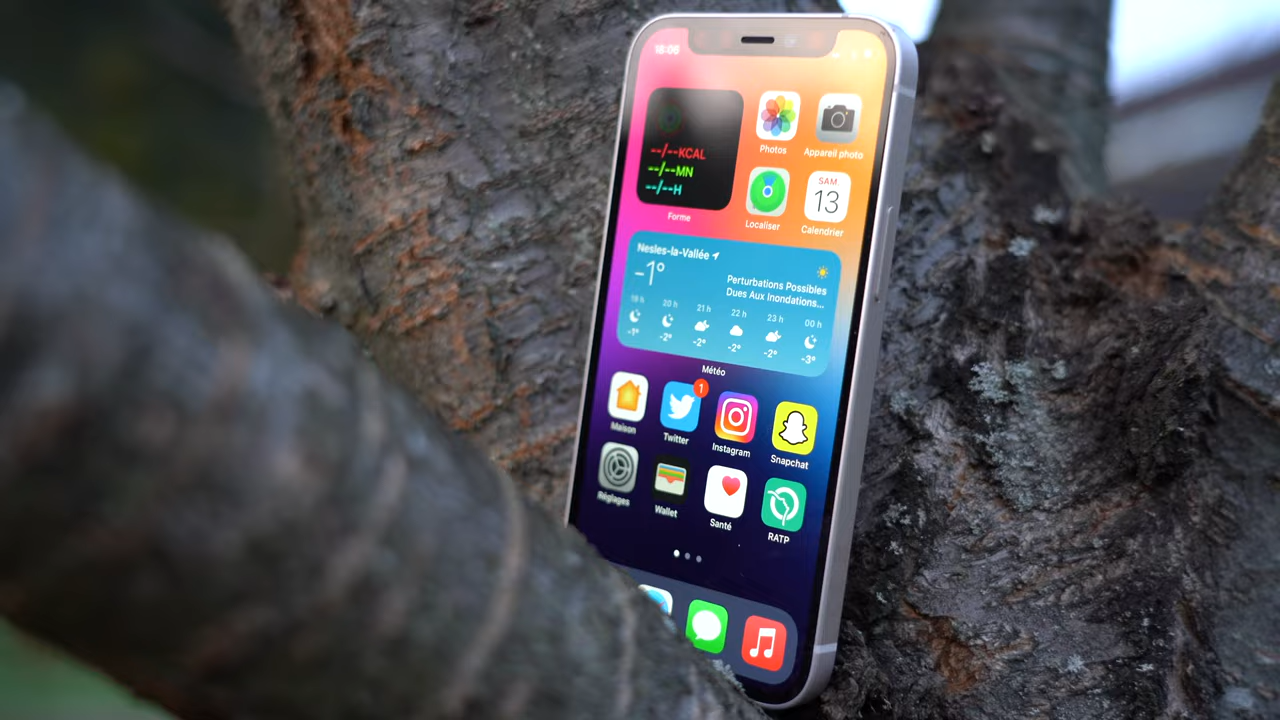 18:06
--/--KCAL
--/--MN
--/--H
Forme
Photos
Appareil photo
Localiser
SAM
13
Calendrier
Nesles-la-Vallée
-1°
Perturbations Possibles
Dues Aux Inondations...
20 h 21 h 22 h 23 h 00 h
-1° -2° -2° -2° -2° -3°
Météo
1
Maison Twitter Instagram Snapchat
Réglages Wallet Santé RATP